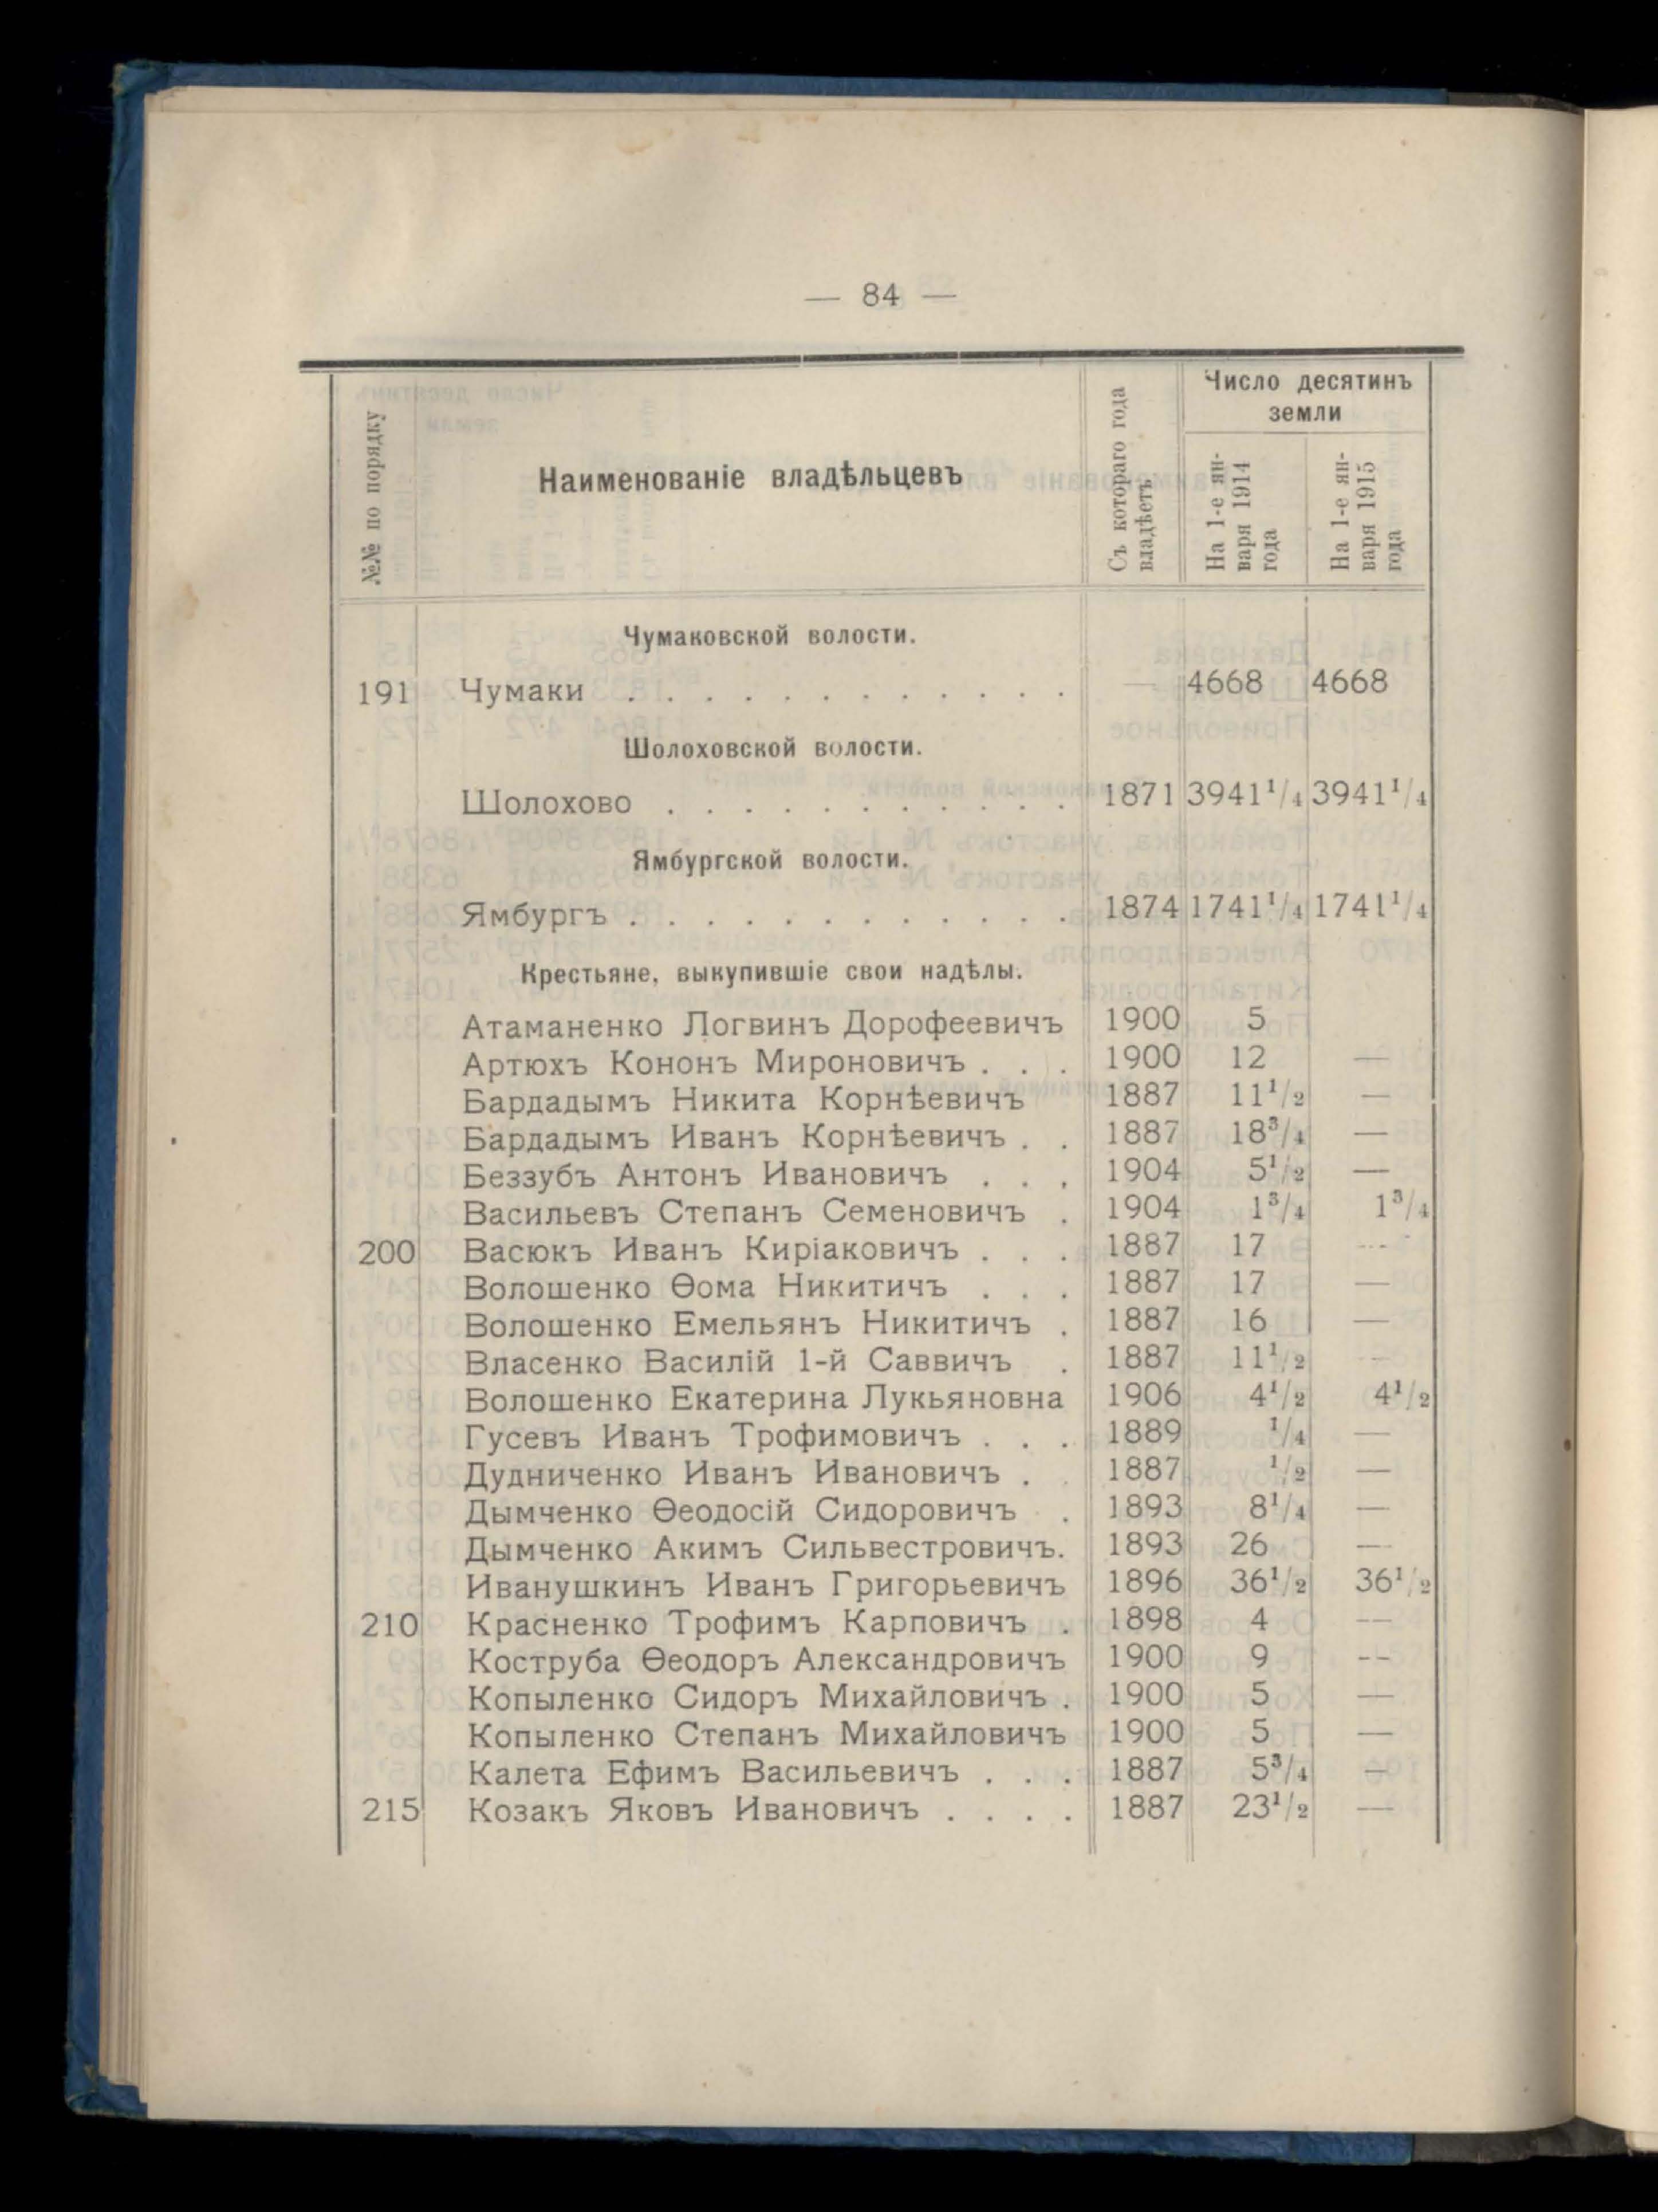 — 84 —
№№ по порядку
Наименованіе владѣльцевъ
Съ котораго года владѣетъ
Число десятинъ земли
На 1-е января 1914 года
На 1-е января 1915 года
Чумаковской волости.
191 Чумаки . . . . . . . . . . . . — 4668 4668
Шолоховской волости.
Шолохово . . . . . . . . . . . 1871 3941¹/₄ 3941¹/₄
Ямбургской волости.
Ямбургъ . . . . . . . . . . . . 1874 1741¹/₄ 1741¹/₄
Крестьяне, выкупившіе свои надѣлы.
Атаманенко Логвинъ Дорофеевичъ 1900 5
Артюхъ Кононъ Мироновичъ . . . 1900 12 —
Бардадымъ Никита Корнѣевичъ 1887 11¹/₂ —
Бардадымъ Иванъ Корнѣевичъ . . 1887 18³/₄ —
Беззубъ Антонъ Ивановичъ . . . 1904 5¹/₂ —
Васильевъ Степанъ Семеновичъ . 1904 1³/₄ 1³/₄
200 Васюкъ Иванъ Киріаковичъ . . . 1887 17 —
Волошенко Ѳома Никитичъ . . . 1887 17 —
Волошенко Емельянъ Никитичъ . 1887 16 —
Власенко Василій 1-й Саввичъ . 1887 11¹/₂ —
Волошенко Екатерина Лукьяновна 1906 4¹/₂ 4¹/₂
Гусевъ Иванъ Трофимовичъ . . . 1889 ¹/₄ —
Дудниченко Иванъ Ивановичъ . 1887 ¹/₂ —
Дымченко Ѳеодосій Сидоровичъ . 1893 8¹/₄ —
Дымченко Акимъ Сильвестровичъ. 1893 26 —
Иванушкинъ Иванъ Григорьевичъ 1896 36¹/₂ 36¹/₂
210 Красненко Трофимъ Карповичъ . 1898 4 —
Коструба Ѳеодоръ Александровичъ 1900 9 —
Копыленко Сидоръ Михайловичъ . 1900 5 —
Копыленко Степанъ Михайловичъ 1900 5 —
Калета Ефимъ Васильевичъ . . . 1887 5³/₄ —
215 Козакъ Яковъ Ивановичъ . . . . 1887 23¹/₂ —